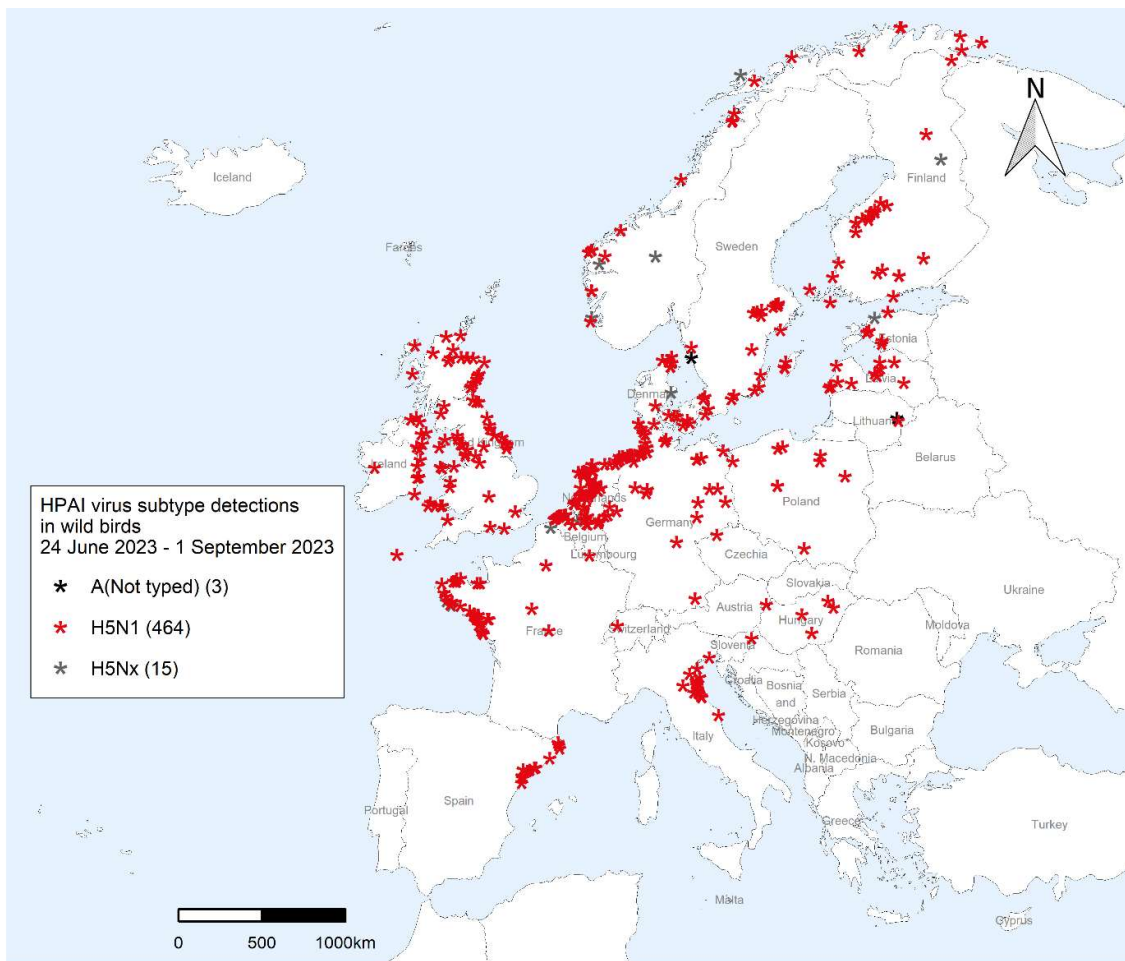 N
Iceland
Finland
Faroes
Sweden
Estonia
Latvia
Denmark
Lithuania
United Kingdom
Ireland
Belarus
HPAI virus subtype detections
in wild birds
24 June 2023 - 1 September 2023
A(Not typed) (3)
H5N1 (464)
H5Nx (15)
Netherlands
Poland
Germany
Belgium
Luxembourg
Czechia
Ukraine
Slovakia
Austria
Hungary
Moldova
France
Switzerland
Slovenia
Romania
Croatia
Bosnia
and
Herzegovina
Serbia
Montenegro
Kosovo*
Bulgaria
Italy
N. Macedonia
Albania
Portugal
Spain
Greece
Turkey
Malta
Cyprus
0 500 1000km